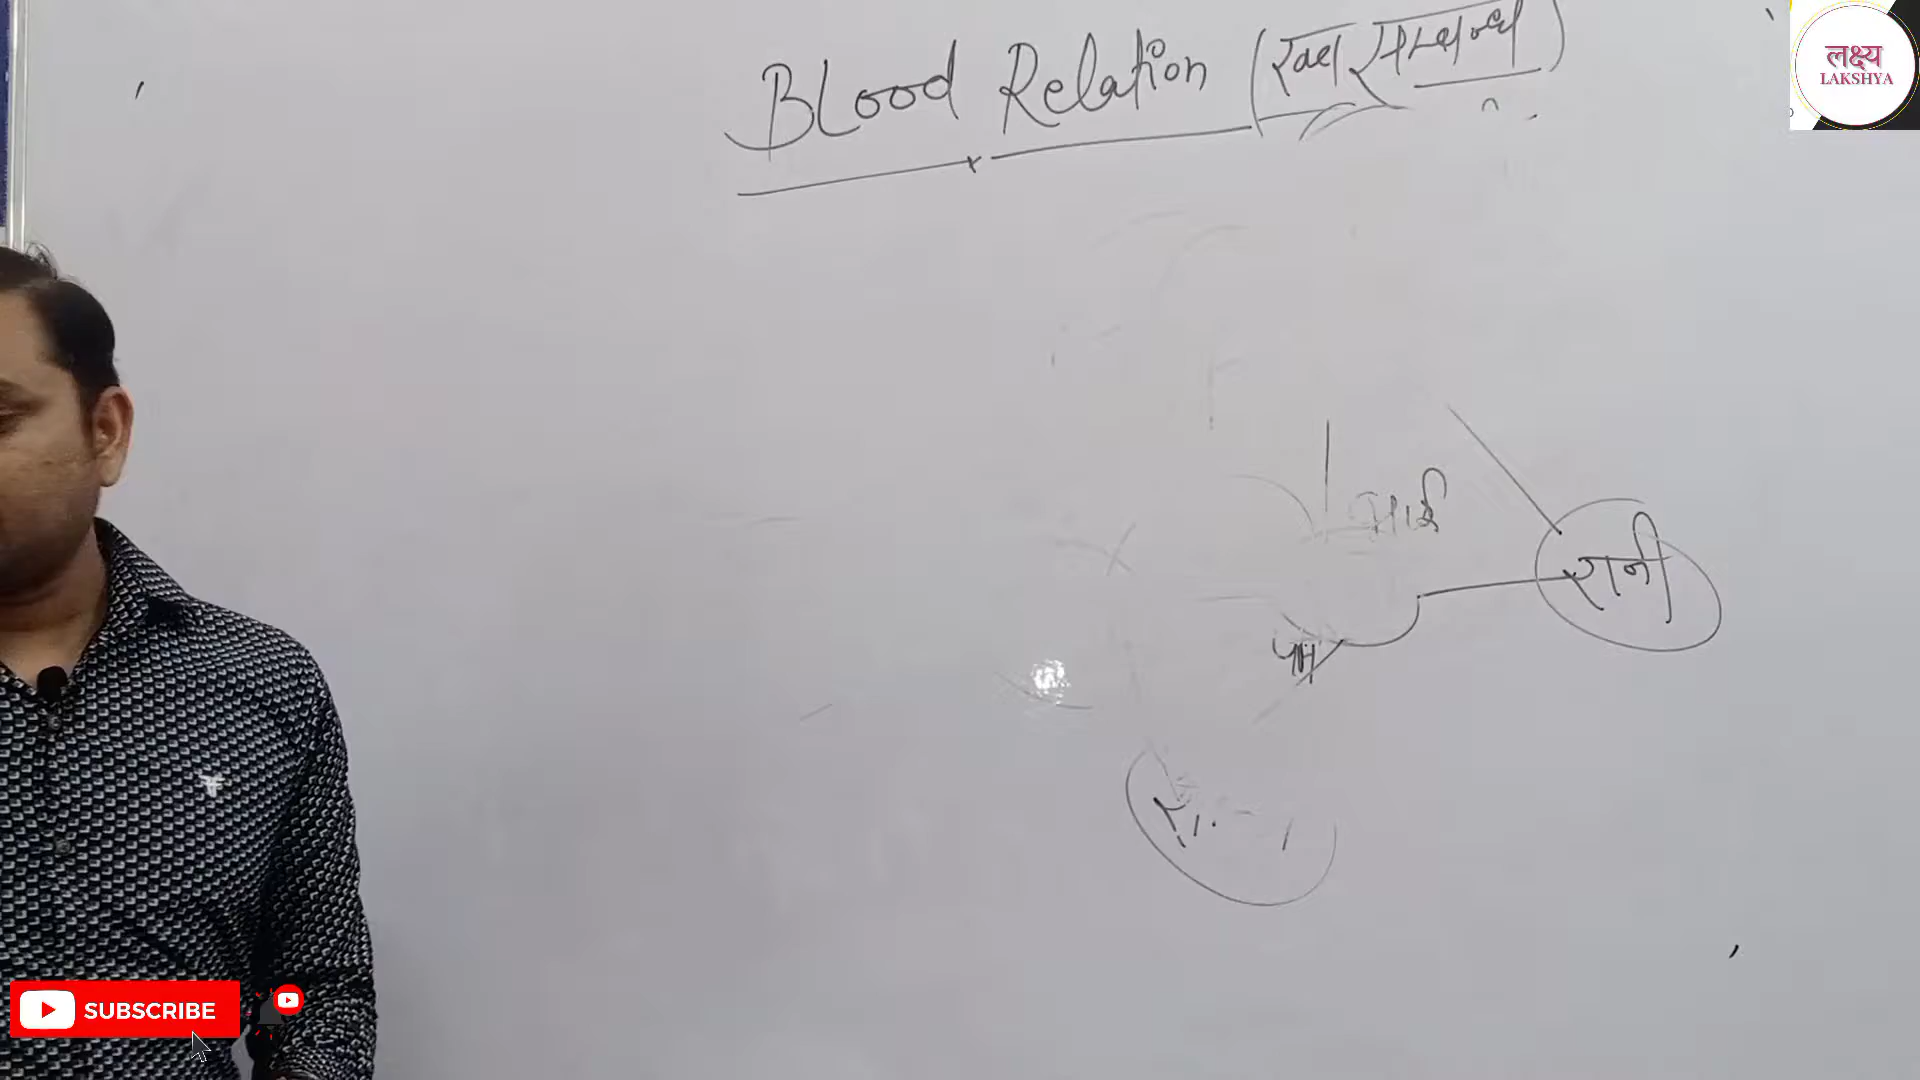 Blood Relation (रक्त सम्बन्ध)
लक्ष्य
LAKSHYA
भाई
रानी
SUBSCRIBE